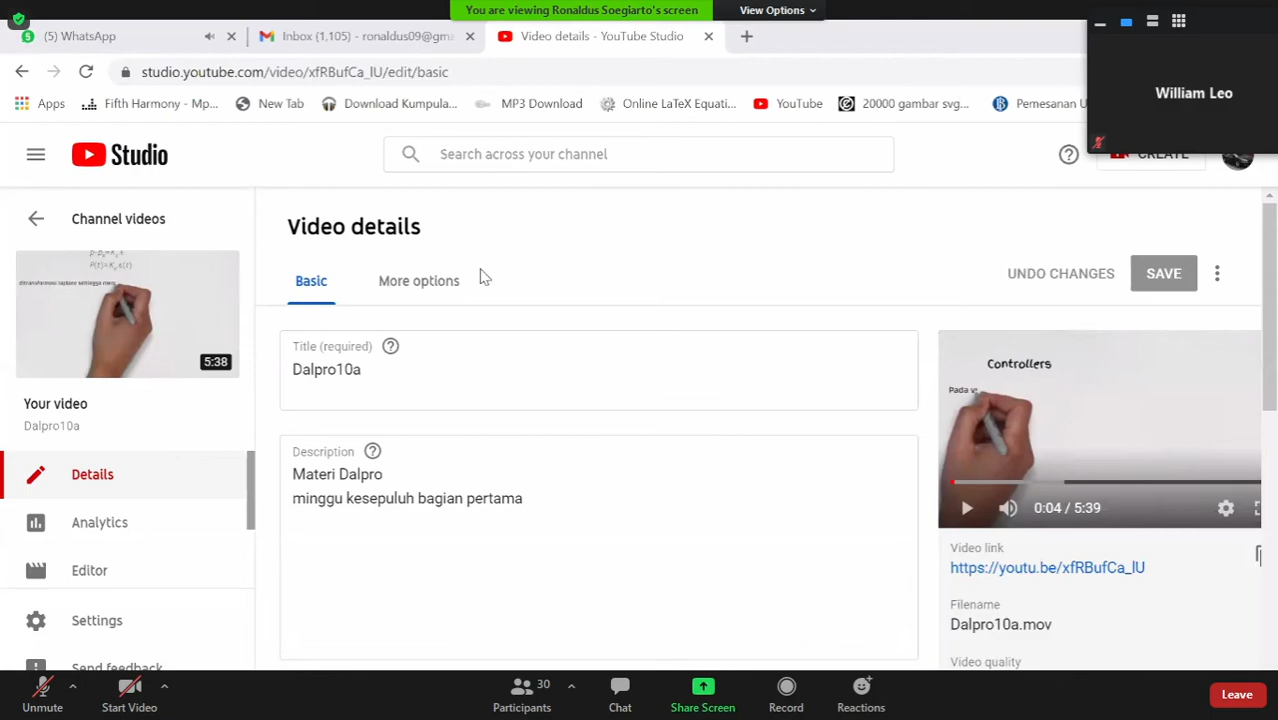 You are viewing Ronaldus Soegiarto's screen
View Options
(5) WhatsApp
Inbox (1,105) - ronaldus09@gm
Video details - YouTube Studio
studio.youtube.com/video/xfRBufCa_lU/edit/basic
William Leo
Apps
Fifth Harmony - Mp...
New Tab
Download Kumpula...
MP3 Download
Online LaTeX Equati...
YouTube
20000 gambar svg...
Pemesanan
Studio
Search across your channel
CREATE
Channel videos
Video details
Basic
More options
UNDO CHANGES
SAVE
ditransformasi laplace sehingga menj
5:38
Your video
Dalpro10a
Title (required)
Dalpro10a
Controllers
Pada
Description
Materi Dalpro
minggu kesepuluh bagian pertama
Details
Analytics
Editor
Settings
Send feedback
0:04 / 5:39
Video link
https://youtu.be/xfRBufCa_lU
Filename
Dalpro10a.mov
Video quality
Unmute
Start Video
30
Participants
Chat
Share Screen
Record
Reactions
Leave